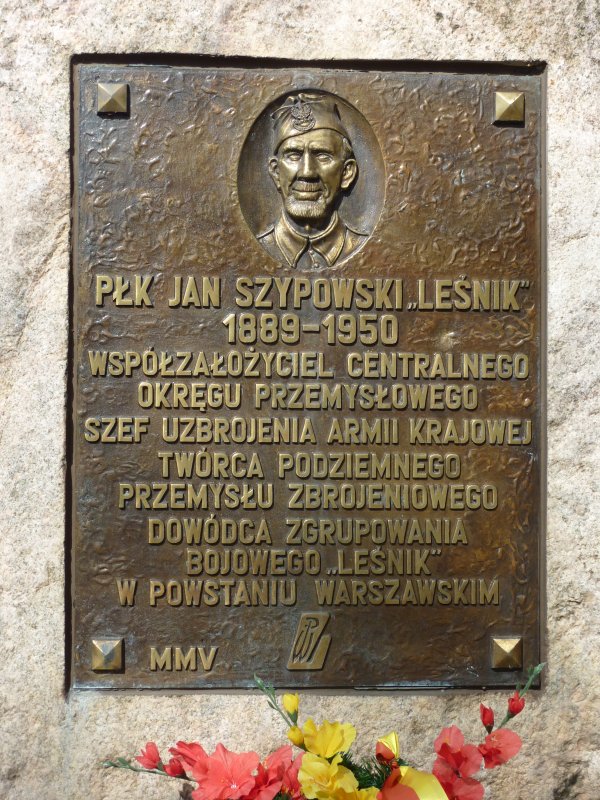 PŁK JAN SZYPOWSKI „LEŚNIK"
1889–1950
WSPÓŁZAŁOŻYCIEL CENTRALNEGO
OKRĘGU PRZEMYSŁOWEGO
SZEF UZBROJENIA ARMII KRAJOWEJ
TWÓRCA PODZIEMNEGO
PRZEMYSŁU ZBROJENIOWEGO
DOWÓDCA ZGRUPOWANIA
BOJOWEGO „LEŚNIK"
W POWSTANIU WARSZAWSKIM
MMV